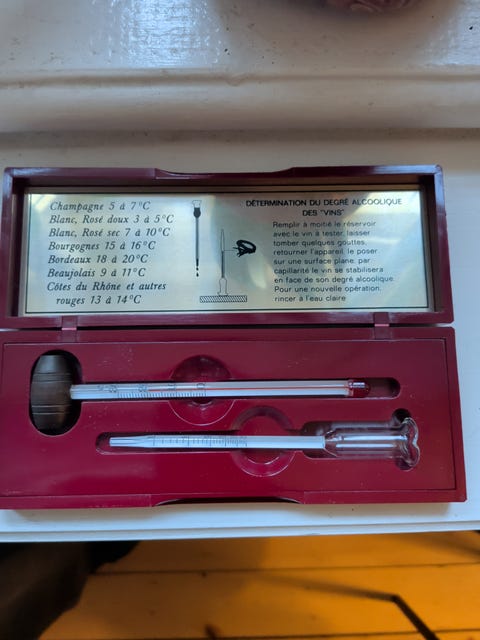 Champagne 5 à 7°C
Blanc, Rosé doux 3 à 5°C
Blanc, Rosé sec 7 à 10°C
Bourgognes 15 à 16°C
Bordeaux 18 à 20°C
Beaujolais 9 à 11°C
Côtes du Rhône et autres
rouges 13 à 14°C
DÉTERMINATION DU DEGRÉ ALCOOLIQUE
DES "VINS"
Remplir à moitié le réservoir
avec le vin à tester, laisser
tomber quelques gouttes,
retourner l'appareil, le poser
sur une surface plane, par
capillarité le vin se stabilisera
en face de son degré alcoolique.
Pour une nouvelle opération,
rincer à l'eau claire